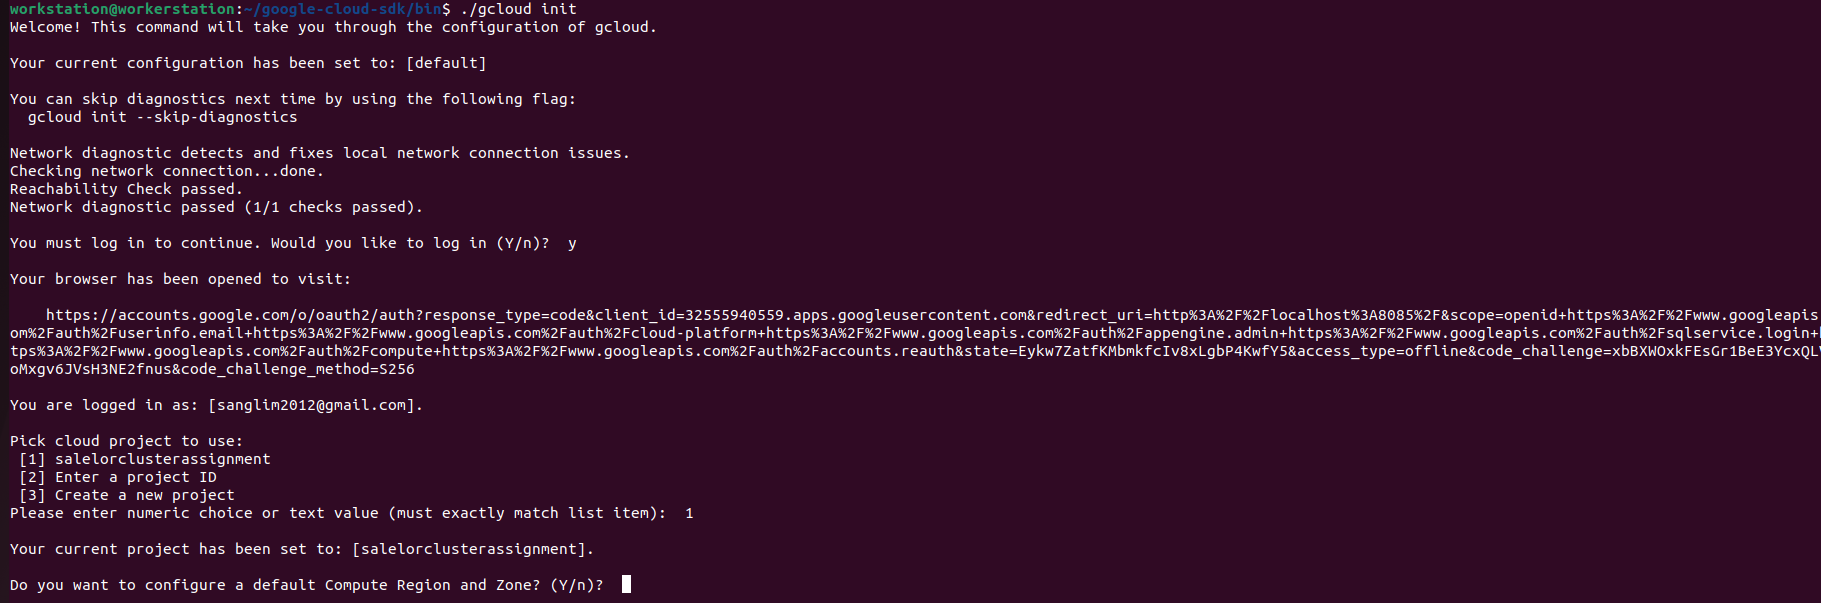 workstation@workerstation:~/google-cloud-sdk/bin$ ./gcloud init
Welcome! This command will take you through the configuration of gcloud.
Your current configuration has been set to: [default]
You can skip diagnostics next time by using the following flag:
gcloud init --skip-diagnostics
Network diagnostic detects and fixes local network connection issues.
Checking network connection...done.
Reachability Check passed.
Network diagnostic passed (1/1 checks passed).
You must log in to continue. Would you like to log in (Y/n)?  y
Your browser has been opened to visit:
https://accounts.google.com/o/oauth2/auth?response_type=code&client_id=32555940559.apps.googleusercontent.com&redirect_uri=http%3A%2F%2Flocalhost%3A8085%2F&scope=openid+https%3A%2F%2Fwww.googleapis.
om%2Fauth%2Fuserinfo.email+https%3A%2F%2Fwww.googleapis.com%2Fauth%2Fcloud-platform+https%3A%2F%2Fwww.googleapis.com%2Fauth%2Fappengine.admin+https%3A%2F%2Fwww.googleapis.com%2Fauth%2Fsqlservice.login+
tps%3A%2F%2Fwww.googleapis.com%2Fauth%2Fcompute+https%3A%2F%2Fwww.googleapis.com%2Fauth%2Faccounts.reauth&state=Eykw7ZatfKMbmkfcIv8xLgbP4KwfY5&access_type=offline&code_challenge=xbBXWOxkFEsGr1BeE3YcxQL
oMxgv6JVsH3NE2fnus&code_challenge_method=S256
You are logged in as: [sanglim2012@gmail.com].
Pick cloud project to use:
[1] salelorclusterassignment
[2] Enter a project ID
[3] Create a new project
Please enter numeric choice or text value (must exactly match list item):  1
Your current project has been set to: [salelorclusterassignment].
Do you want to configure a default Compute Region and Zone? (Y/n)?